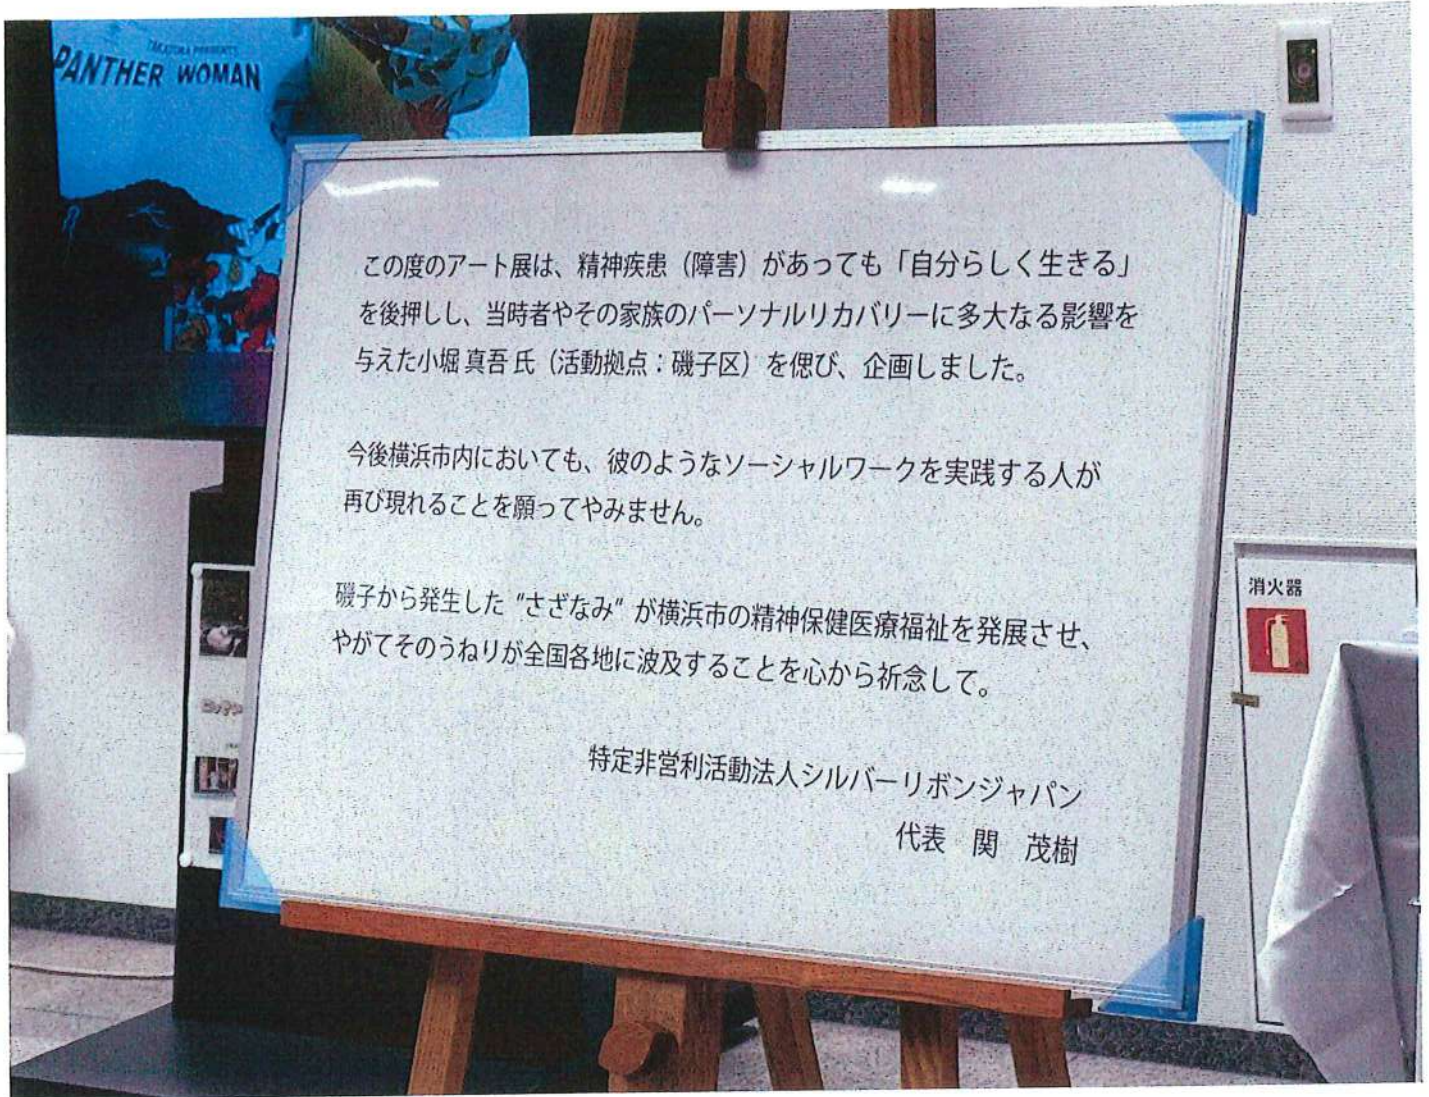 PANTHER WOMAN
この度のアート展は、精神疾患（障害）があっても「自分らしく生きる」
を後押しし、当時者やその家族のパーソナルリカバリーに多大なる影響を
与えた小堀 真吾 氏（活動拠点：磯子区）を偲び、企画しました。
今後横浜市内においても、彼のようなソーシャルワークを実践する人が
再び現れることを願ってやみません。
磯子から発生した “さざなみ” が横浜市の精神保健医療福祉を発展させ、
やがてそのうねりが全国各地に波及することを心から祈念して。
特定非営利活動法人シルバーリボンジャパン
代表　関　茂樹
消火器